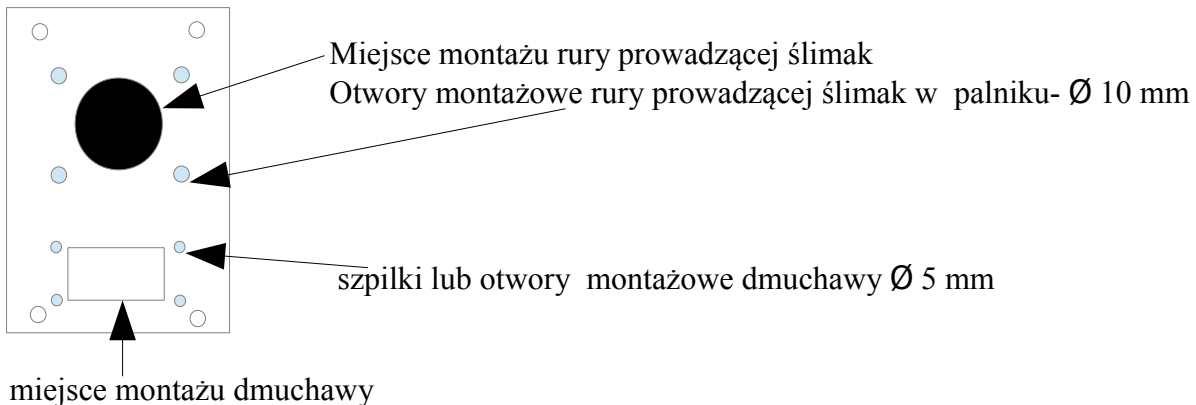 Miejsce montażu rury prowadzącej ślimak
Otwory montażowe rury prowadzącej ślimak w palniku- Ø 10 mm
szpilki lub otwory montażowe dmuchawy Ø 5 mm
miejsce montażu dmuchawy